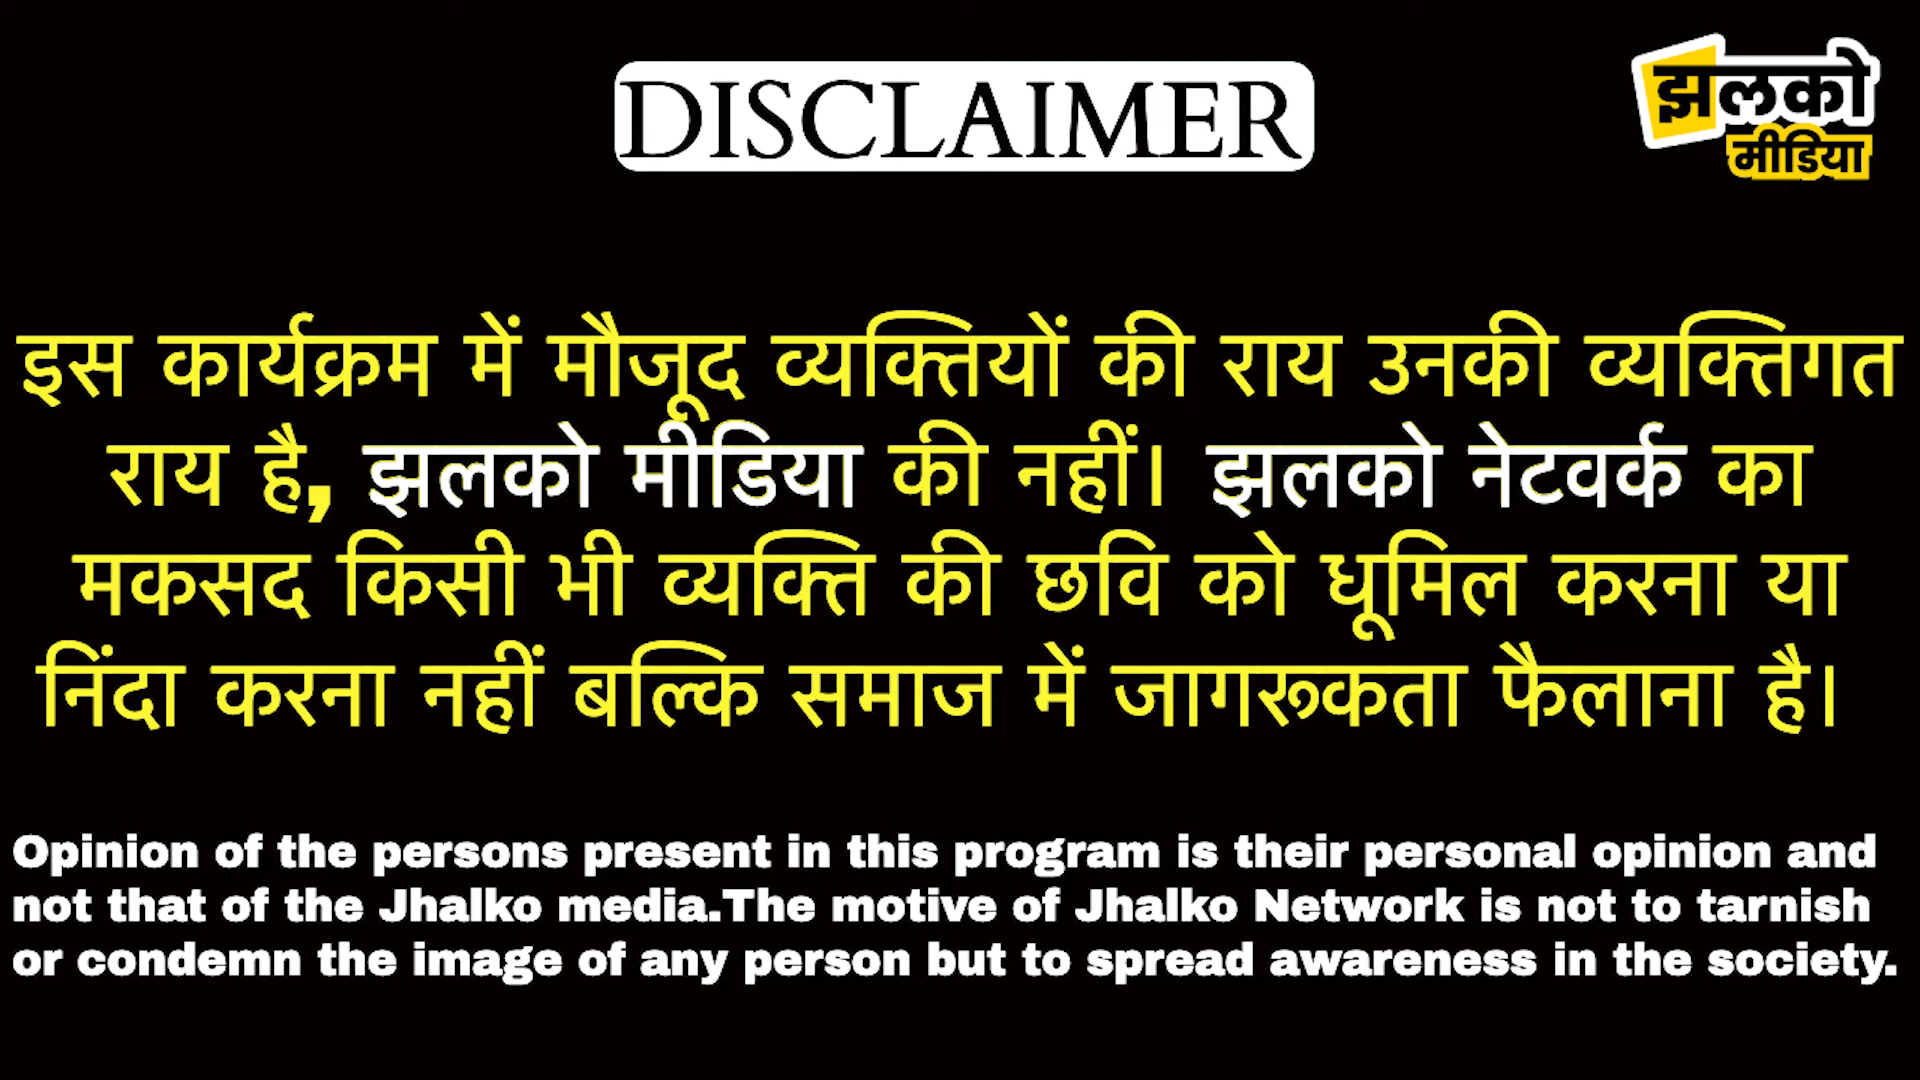 DISCLAIMER
झलको
मीडिया
इस कार्यक्रम में मौजूद व्यक्तियों की राय उनकी व्यक्तिगत
राय है, झलको मीडिया की नहीं। झलको नेटवर्क का
मकसद किसी भी व्यक्ति की छवि को धूमिल करना या
निंदा करना नहीं बल्कि समाज में जागरूकता फैलाना है।
Opinion of the persons present in this program is their personal opinion and
not that of the Jhalko media.The motive of Jhalko Network is not to tarnish
or condemn the image of any person but to spread awareness in the society.